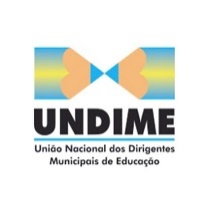 UNDIME
União Nacional dos Dirigentes
Municipais de Educação